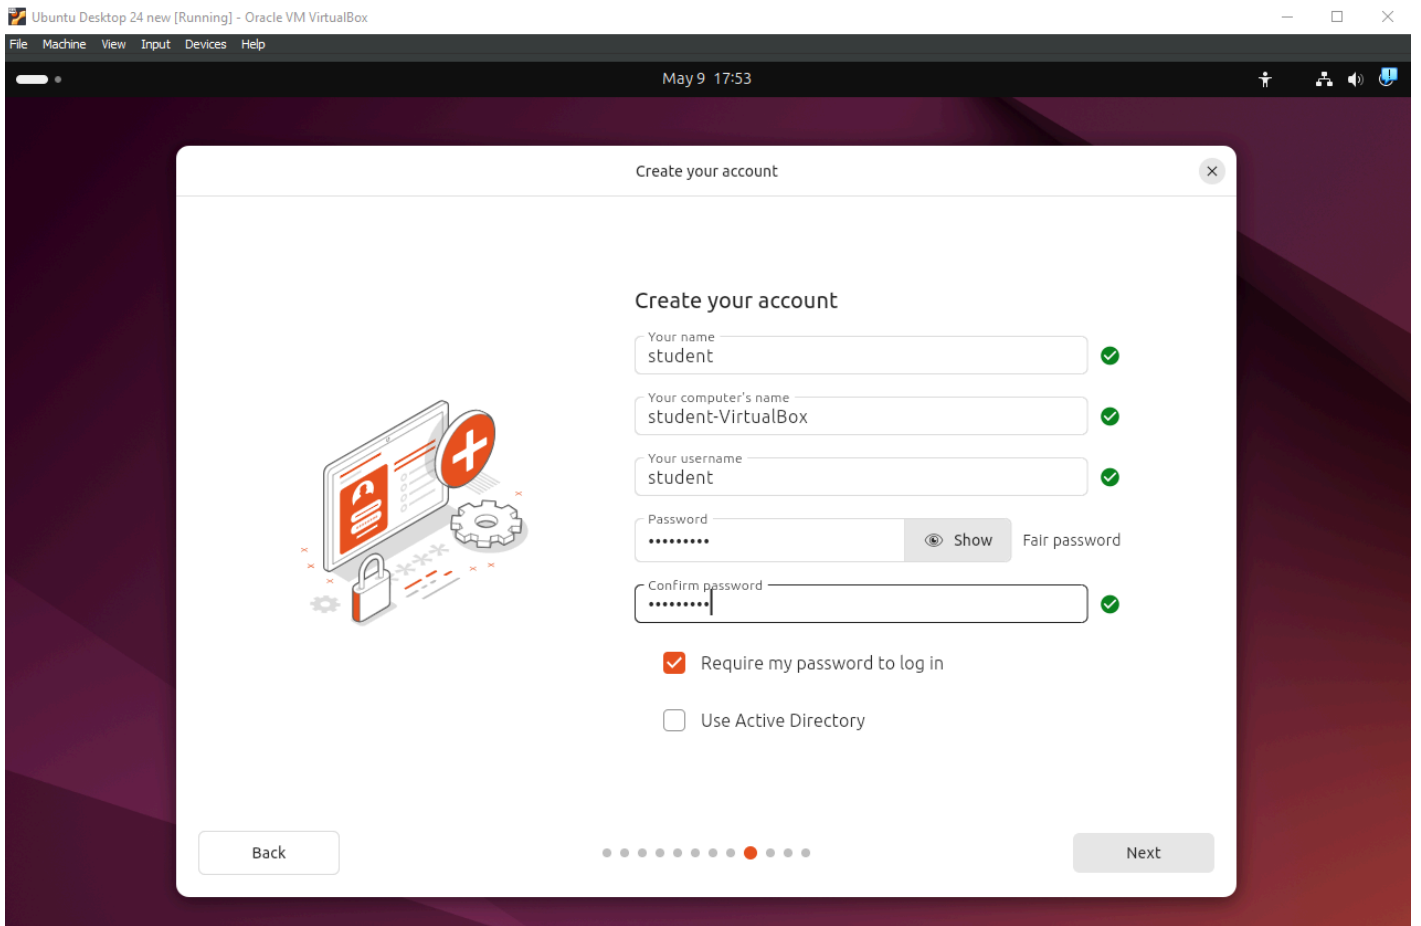 Ubuntu Desktop 24 new [Running] - Oracle VM VirtualBox
File Machine View Input Devices Help
May 9 17:53
Create your account
Create your account
Your name
student
Your computer's name
student-VirtualBox
Your username
student
Password
••••••••• Show Fair password
Confirm password
•••••••••
Require my password to log in
Use Active Directory
Back Next